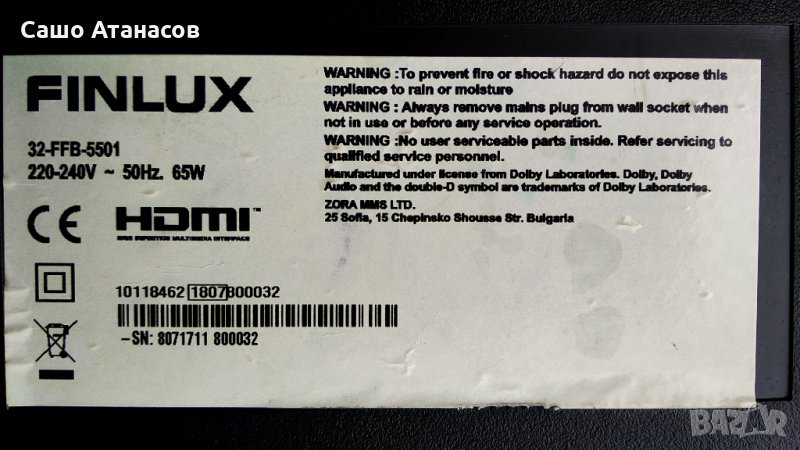 Сашо Атанасов
FINLUX
32-FFB-5501
220-240V ~ 50Hz. 65W
CE HDMI™
HIGH DEFINITION MULTIMEDIA INTERFACE
10118462 1807 800032
-SN: 8071711 800032
WARNING :To prevent fire or shock hazard do not expose this
appliance to rain or moisture
WARNING : Always remove mains plug from wall socket when
not in use or before any service operation.
WARNING :No user serviceable parts inside. Refer servicing to
qualified service personnel.
Manufactured under license from Dolby Laboratories. Dolby, Dolby
Audio and the double-D symbol are trademarks of Dolby Laboratories.
ZORA MMS LTD.
25 Sofia, 15 Chepinsko Shousse Str. Bulgaria
BAZAR